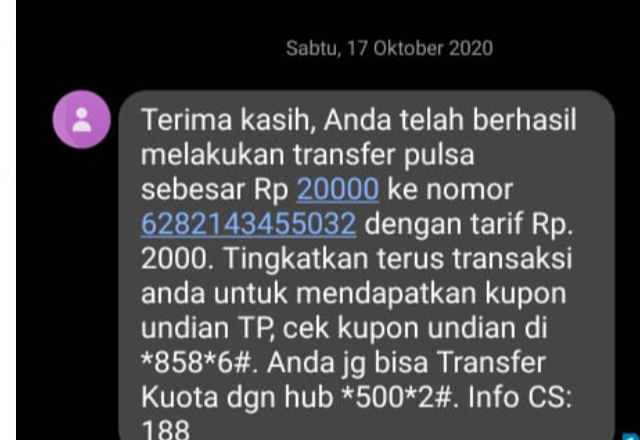 Sabtu, 17 Oktober 2020
Terima kasih, Anda telah berhasil
melakukan transfer pulsa
sebesar Rp 20000 ke nomor
6282143455032 dengan tarif Rp.
2000. Tingkatkan terus transaksi
anda untuk mendapatkan kupon
undian TP, cek kupon undian di
*858*6#. Anda jg bisa Transfer
Kuota dgn hub *500*2#. Info CS:
188